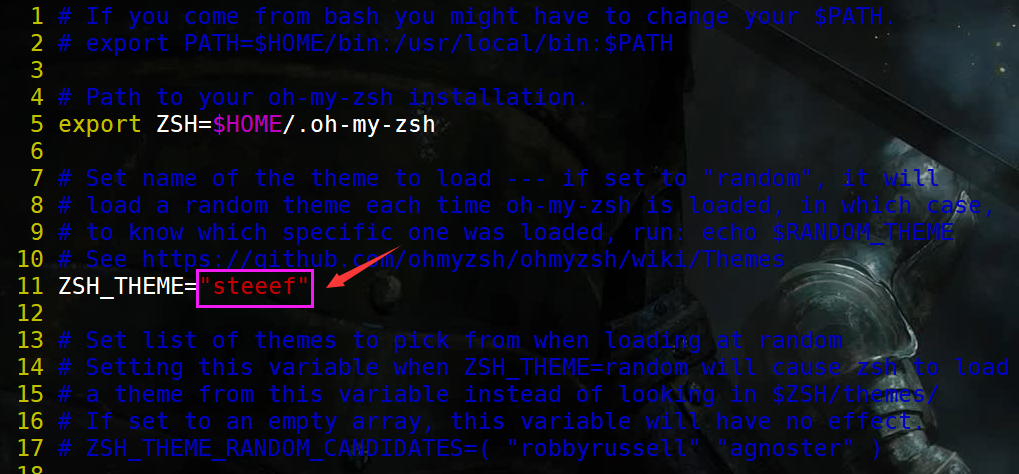 1 # If you come from bash you might have to change your $PATH.
2 # export PATH=$HOME/bin:/usr/local/bin:$PATH
3
4 # Path to your oh-my-zsh installation.
5 export ZSH=$HOME/.oh-my-zsh
6
7 # Set name of the theme to load --- if set to "random", it will
8 # load a random theme each time oh-my-zsh is loaded, in which case,
9 # to know which specific one was loaded, run: echo $RANDOM_THEME
10 # See https://github.com/ohmyzsh/ohmyzsh/wiki/Themes
11 ZSH_THEME="steeef"
12
13 # Set list of themes to pick from when loading at random
14 # Setting this variable when ZSH_THEME=random will cause zsh to load
15 # a theme from this variable instead of looking in $ZSH/themes/
16 # If set to an empty array, this variable will have no effect.
17 # ZSH_THEME_RANDOM_CANDIDATES=( "robbyrussell" "agnoster" )
18